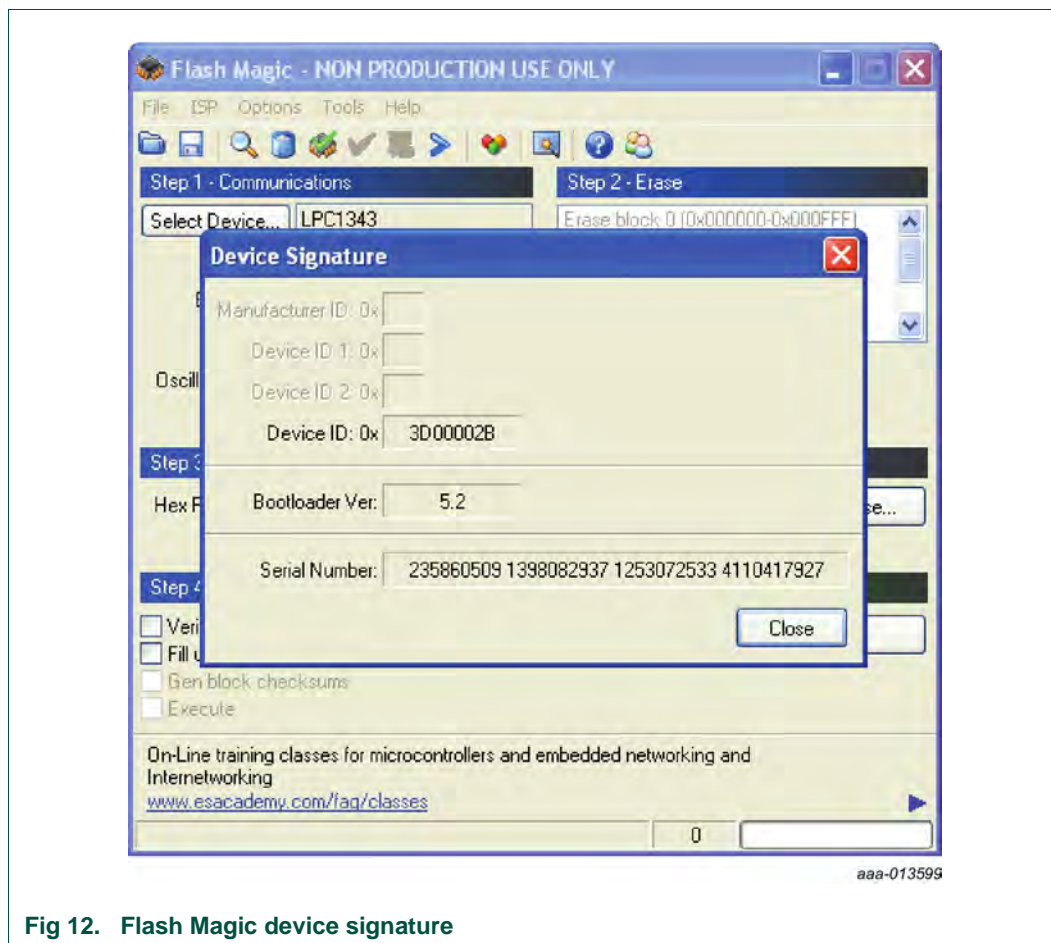 Flash Magic - NON PRODUCTION USE ONLY
File ISP Options Tools Help
Step 1 - Communications
Step 2 - Erase
Select Device... LPC1343
Erase block 0 (0x000000-0x000FFF)
Device Signature
Manufacturer ID: 0x
Device ID 1: 0x
Device ID 2: 0x
Oscill
Device ID: 0x 3D00002B
Step 3
Hex F
Bootloader Ver: 5.2
se...
Serial Number: 235860509 1398082937 1253072533 4110417927
Step 4
Close
Veri
Fill u
Gen block checksums
Execute
On-Line training classes for microcontrollers and embedded networking and
Internetworking
www.esacademy.com/faq/classes
0
aaa-013599
Fig 12. Flash Magic device signature